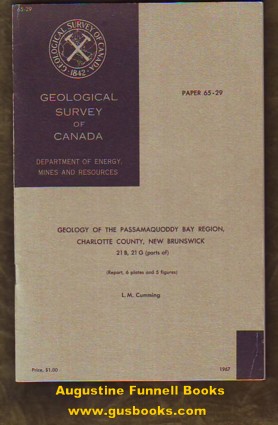 65-29
GEOLOGICAL SURVEY OF CANADA
1842
GEOLOGICAL
SURVEY
OF
CANADA
DEPARTMENT OF ENERGY,
MINES AND RESOURCES
PAPER 65-29
GEOLOGY OF THE PASSAMAQUODDY BAY REGION,
CHARLOTTE COUNTY, NEW BRUNSWICK
21 B, 21 G (parts of)
(Report, 6 plates and 5 figures)
L. M. Cumming
Price, $1.00
1967
Augustine Funnell Books
www.gusbooks.com